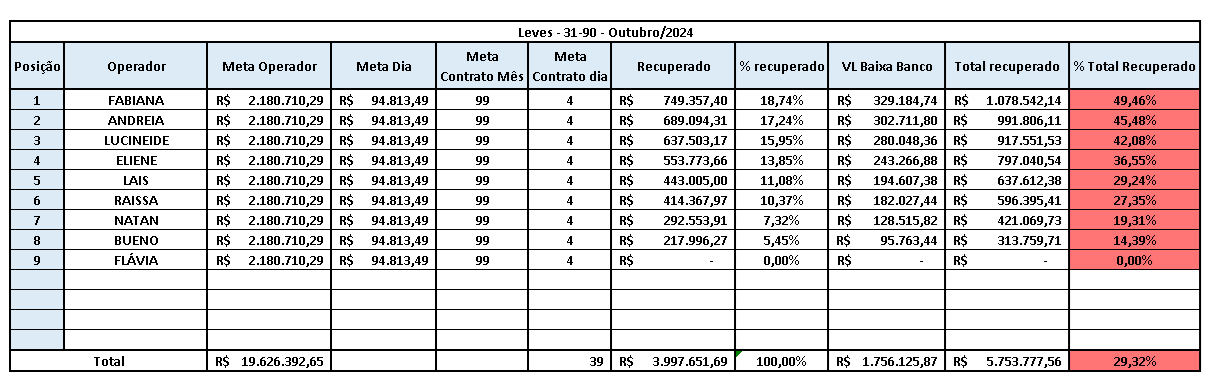 Leves - 31-90 - Outubro/2024
Posição Operador Meta Operador Meta Dia Meta Contrato Mês Meta Contrato dia Recuperado % recuperado VL Baixa Banco Total recuperado % Total Recuperado
1 FABIANA R$ 2.180.710,29 R$ 94.813,49 99 4 R$ 749.357,40 18,74% R$ 329.184,74 R$ 1.078.542,14 49,46%
2 ANDREIA R$ 2.180.710,29 R$ 94.813,49 99 4 R$ 689.094,31 17,24% R$ 302.711,80 R$ 991.806,11 45,48%
3 LUCINEIDE R$ 2.180.710,29 R$ 94.813,49 99 4 R$ 637.503,17 15,95% R$ 280.048,36 R$ 917.551,53 42,08%
4 ELIENE R$ 2.180.710,29 R$ 94.813,49 99 4 R$ 553.773,66 13,85% R$ 243.266,88 R$ 797.040,54 36,55%
5 LAIS R$ 2.180.710,29 R$ 94.813,49 99 4 R$ 443.005,00 11,08% R$ 194.607,38 R$ 637.612,38 29,24%
6 RAISSA R$ 2.180.710,29 R$ 94.813,49 99 4 R$ 414.367,97 10,37% R$ 182.027,44 R$ 596.395,41 27,35%
7 NATAN R$ 2.180.710,29 R$ 94.813,49 99 4 R$ 292.553,91 7,32% R$ 128.515,82 R$ 421.069,73 19,31%
8 BUENO R$ 2.180.710,29 R$ 94.813,49 99 4 R$ 217.996,27 5,45% R$ 95.763,44 R$ 313.759,71 14,39%
9 FLÁVIA R$ 2.180.710,29 R$ 94.813,49 99 4 R$ - 0,00% R$ - R$ - 0,00%
Total R$ 19.626.392,65 39 R$ 3.997.651,69 100,00% R$ 1.756.125,87 R$ 5.753.777,56 29,32%